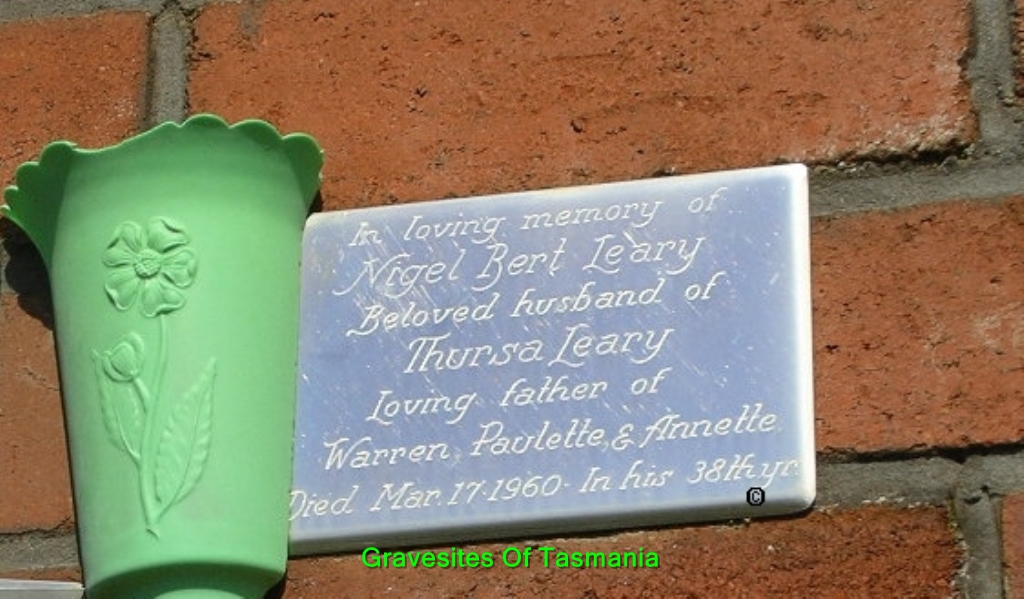 In loving memory of
Nigel Bert Leary
Beloved husband of
Thursa Leary
Loving father of
Warren, Paulette, & Annette.
Died Mar. 17. 1960. In his 38th yr.
©
Gravesites Of Tasmania